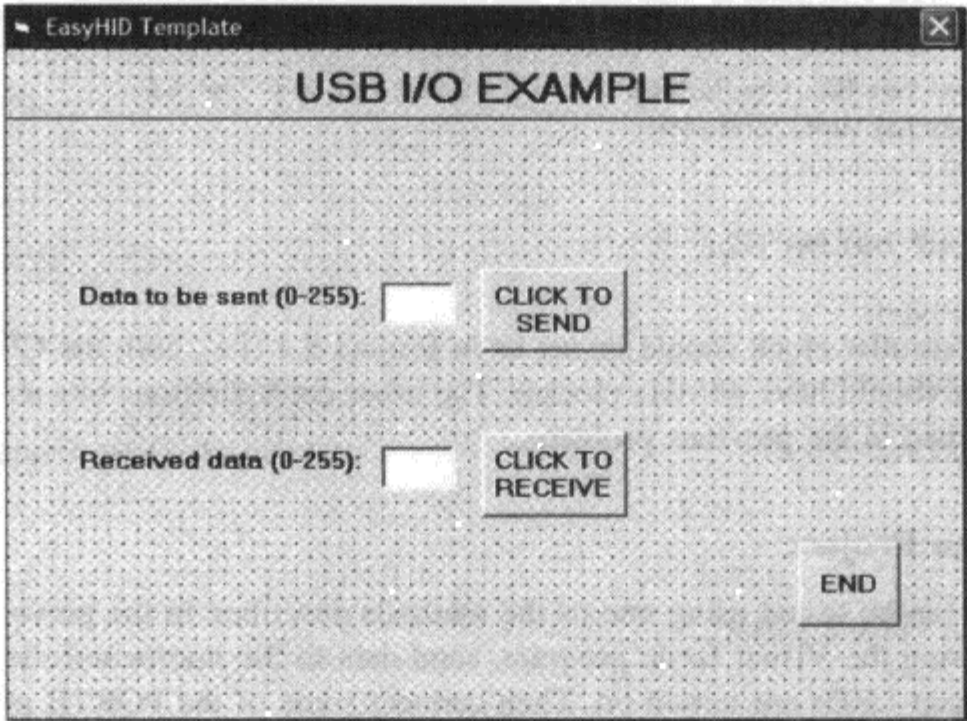 EasyHID Template
USB I/O EXAMPLE
Data to be sent (0-255):
CLICK TO
SEND
Received data (0-255):
CLICK TO
RECEIVE
END